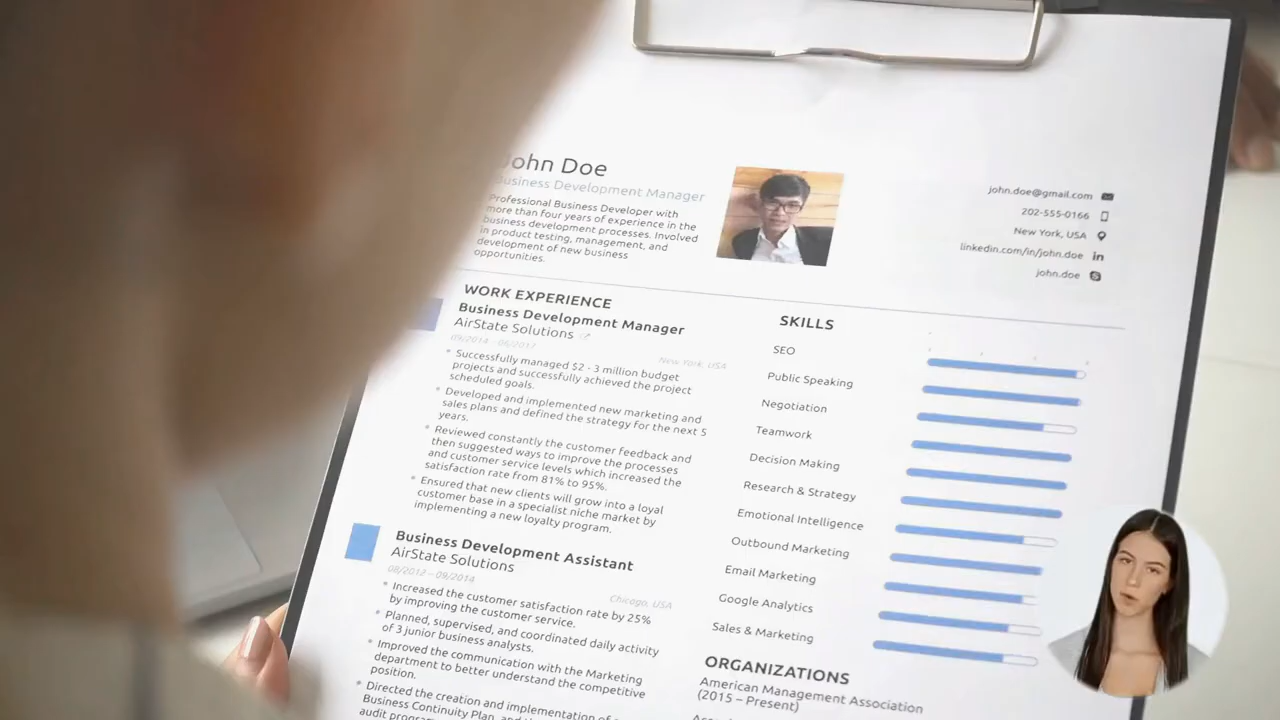 John Doe
Business Development Manager
Professional Business Developer with
more than four years of experience in the
business development processes. Involved
in product testing, management, and
development of new business
opportunities.
john.doe@gmail.com
202-555-0166
New York, USA
linkedin.com/in/john.doe
in
john.doe
WORK EXPERIENCE
Business Development Manager
AirState Solutions
09/2014 – 06/2017
New York, USA
Successfully managed $2 - 3 million budget
projects and successfully achieved the project
scheduled goals.
Developed and implemented new marketing and
sales plans and defined the strategy for the next 5
years.
Reviewed constantly the customer feedback and
then suggested ways to improve the processes
and customer service levels which increased the
satisfaction rate from 81% to 95%.
Ensured that new clients will grow into a loyal
customer base in a specialist niche market by
implementing a new loyalty program.
Business Development Assistant
AirState Solutions
08/2012 – 09/2014
Chicago, USA
Increased the customer satisfaction rate by 25%
by improving the customer service.
Planned, supervised, and coordinated daily activity
of 3 junior business analysts.
Improved the communication with the Marketing
department to better understand the competitive
position.
Directed the creation and implementation of a
Business Continuity Plan, and the
audit
SKILLS
SEO
Public Speaking
Negotiation
Teamwork
Decision Making
Research & Strategy
Emotional Intelligence
Outbound Marketing
Email Marketing
Google Analytics
Sales & Marketing
ORGANIZATIONS
American Management Association
(2015 – Present)